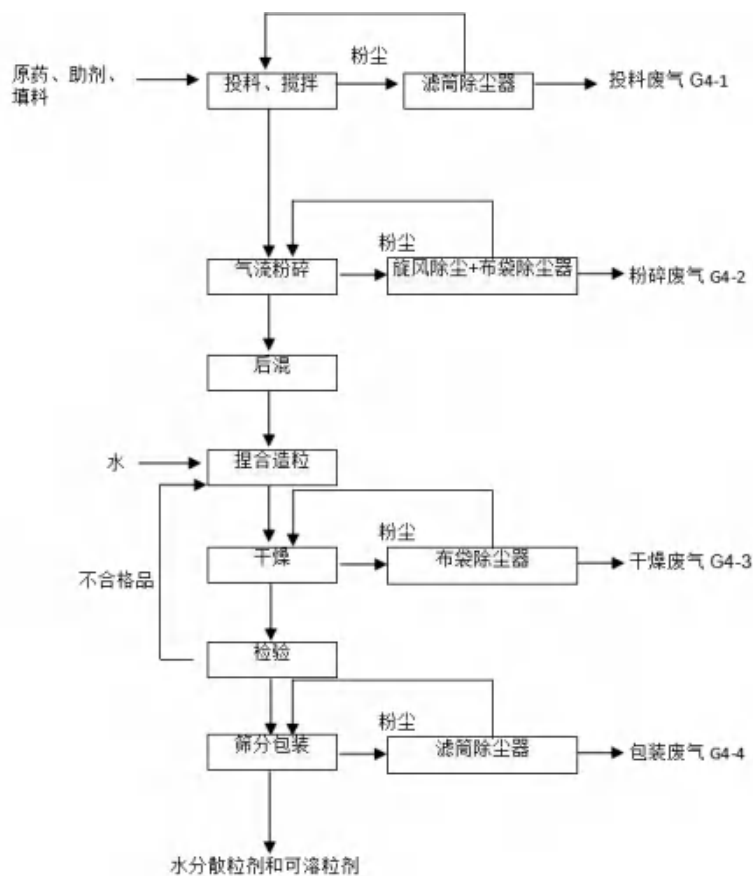 粉尘
原药、助剂、
填料
投料、搅拌
滤筒除尘器
投料废气 G4-1
粉尘
气流粉碎
旋风除尘+布袋除尘器
粉碎废气 G4-2
后混
水
捏合造粒
粉尘
干燥
布袋除尘器
干燥废气 G4-3
不合格品
检验
粉尘
筛分包装
滤筒除尘器
包装废气 G4-4
水分散粒剂和可溶粒剂